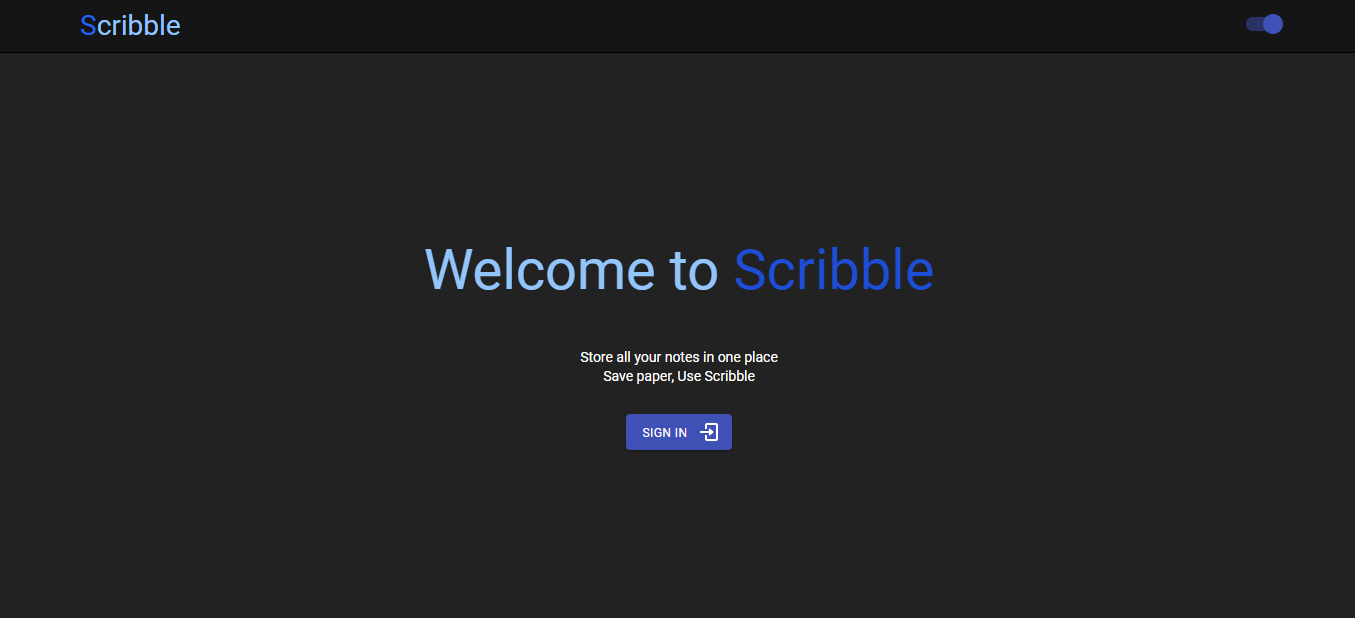 Scribble
Welcome to Scribble
Store all your notes in one place
Save paper, Use Scribble
SIGN IN